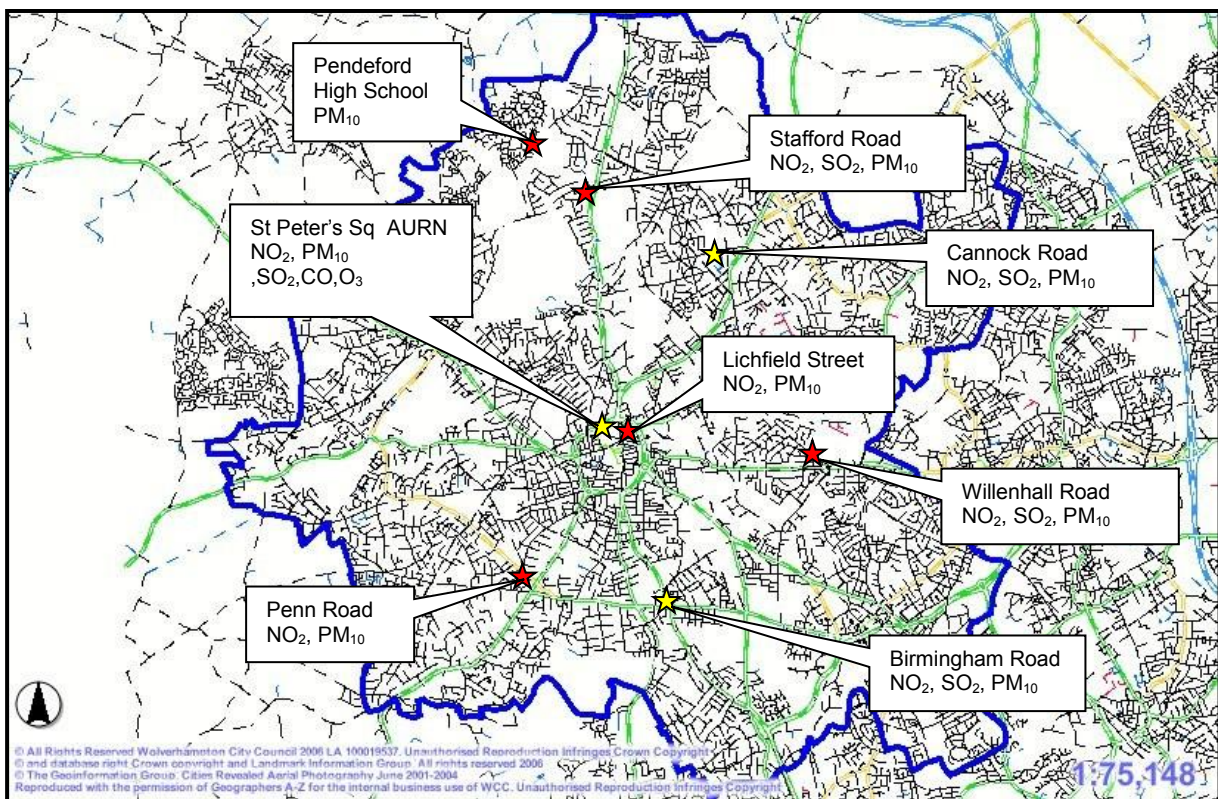 Pendeford
High School
PM₁₀
Stafford Road
NO₂, SO₂, PM₁₀
St Peter's Sq AURN
NO₂, PM₁₀
,SO₂,CO,O₃
Cannock Road
NO₂, SO₂, PM₁₀
Lichfield Street
NO₂, PM₁₀
Willenhall Road
NO₂, SO₂, PM₁₀
Penn Road
NO₂, PM₁₀
Birmingham Road
NO₂, SO₂, PM₁₀
© All Rights Reserved Wolverhampton City Council 2006 LA 100019537. Unauthorised Reproduction Infringes Crown Copyright
© and database right Crown copyright and Landmark Information Group. All rights reserved 2006
© The Geoinformation Group. Cities Revealed Aerial Photography June 2001-2004
Reproduced with the permission of Geographers A-Z for the internal business use of WCC. Unauthorised Reproduction Infringes Copyright
1:75,148